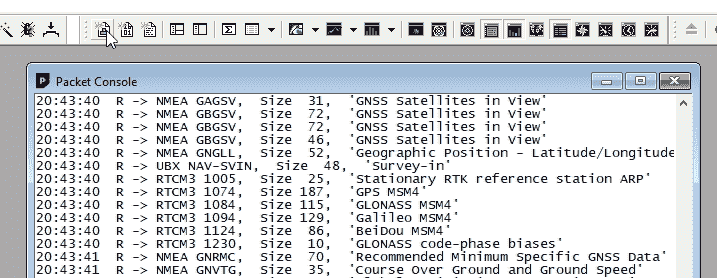 Packet Console
20:43:40 R -> NMEA GAGSV, Size 31, 'GNSS Satellites in View'
20:43:40 R -> NMEA GBGSV, Size 72, 'GNSS Satellites in View'
20:43:40 R -> NMEA GBGSV, Size 72, 'GNSS Satellites in View'
20:43:40 R -> NMEA GBGSV, Size 46, 'GNSS Satellites in View'
20:43:40 R -> NMEA GNGLL, Size 52, 'Geographic Position - Latitude/Longitude
20:43:40 R -> UBX NAV-SVIN, Size 48, 'Survey-in'
20:43:40 R -> RTCM3 1005, Size 25, 'Stationary RTK reference station ARP'
20:43:40 R -> RTCM3 1074, Size 187, 'GPS MSM4'
20:43:40 R -> RTCM3 1084, Size 115, 'GLONASS MSM4'
20:43:40 R -> RTCM3 1094, Size 129, 'Galileo MSM4'
20:43:40 R -> RTCM3 1124, Size 86, 'BeiDou MSM4'
20:43:40 R -> RTCM3 1230, Size 10, 'GLONASS code-phase biases'
20:43:41 R -> NMEA GNRMC, Size 70, 'Recommended Minimum Specific GNSS Data'
20:43:41 R -> NMEA GNVTG, Size 35, 'Course Over Ground and Ground Speed'